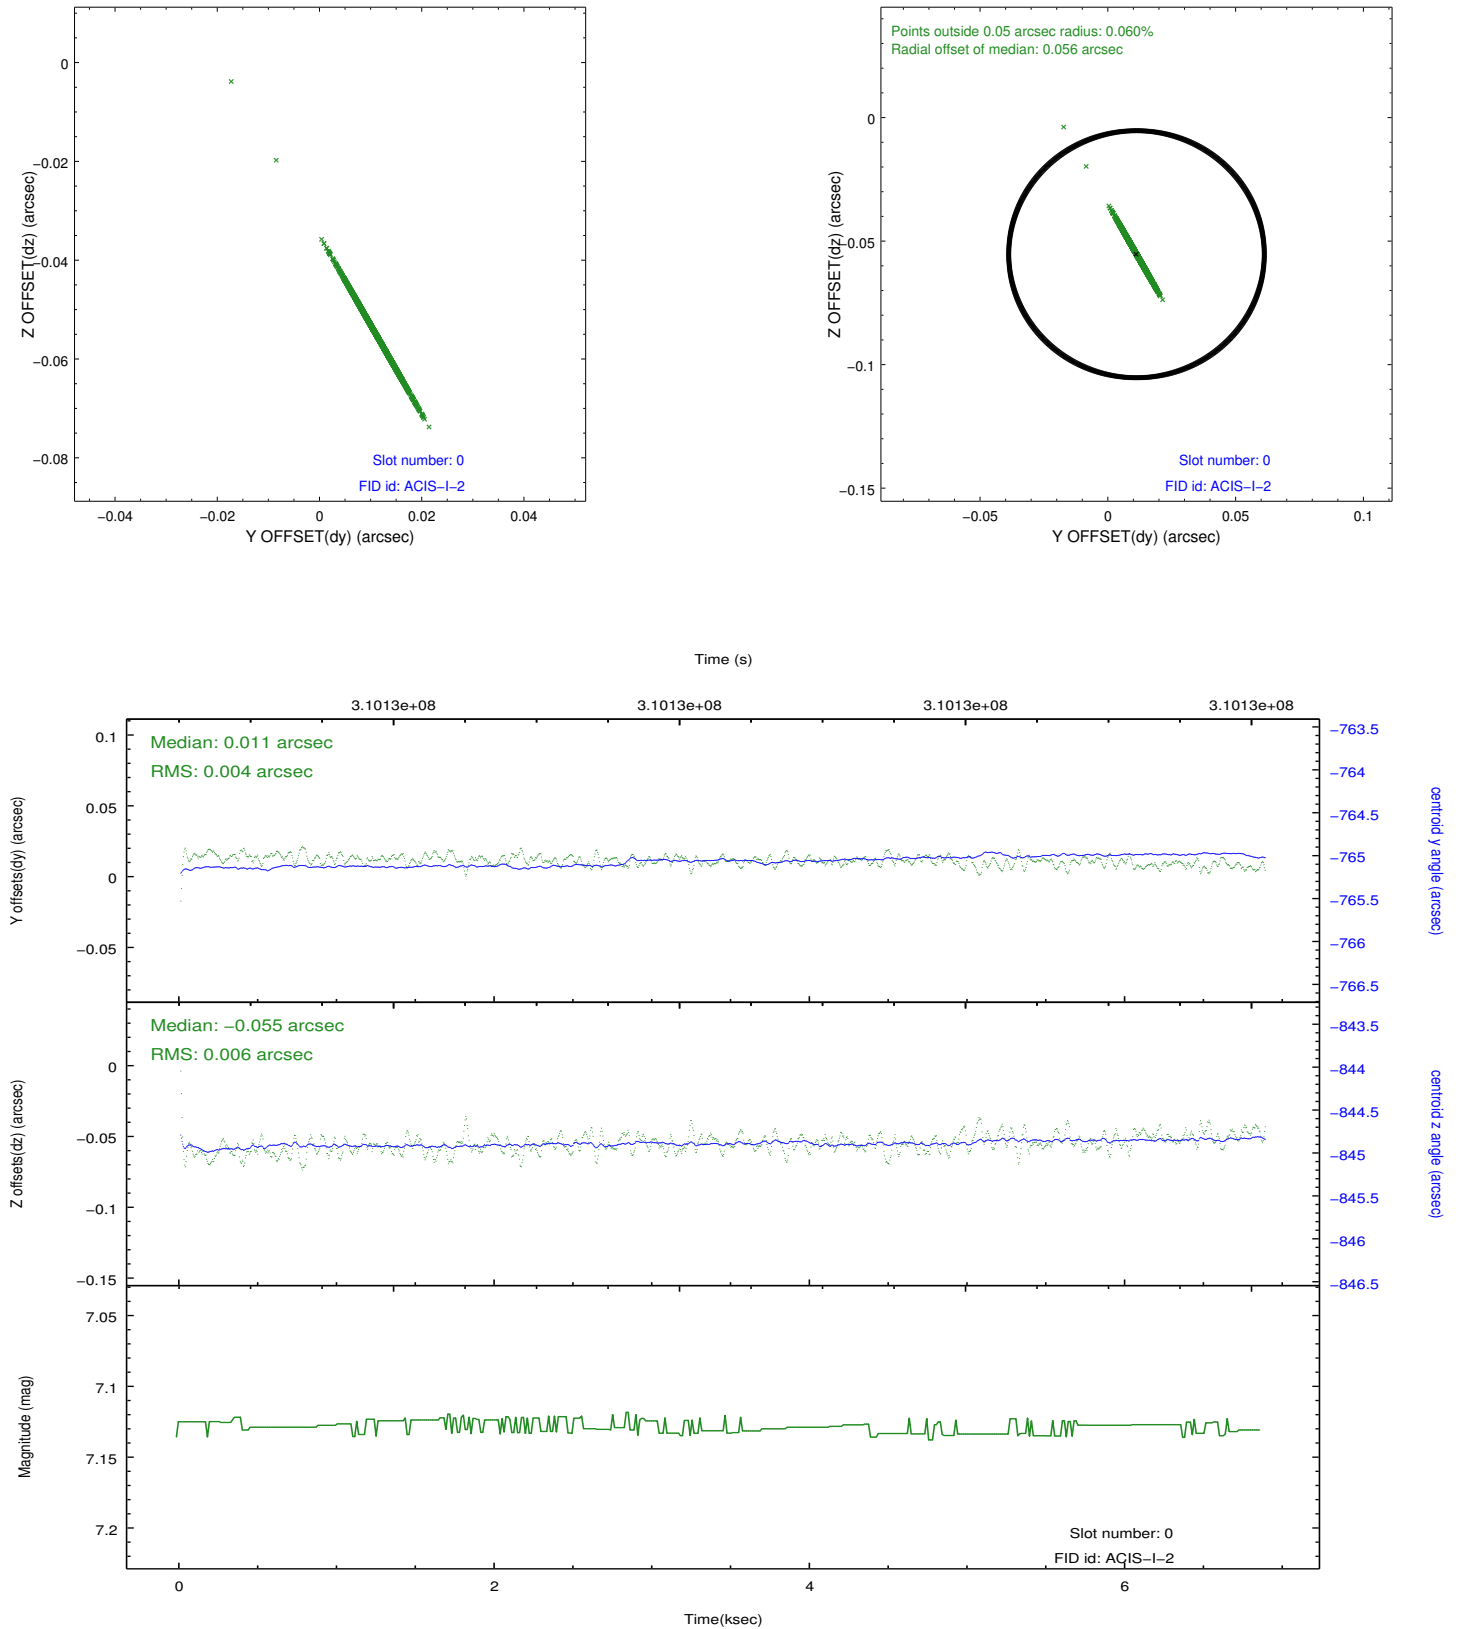 0
−0.02
−0.04
−0.06
−0.08
Z OFFSET(dz) (arcsec)
Slot number: 0
FID id: ACIS−I−2
−0.04
−0.02
0
0.02
0.04
Y OFFSET(dy) (arcsec)
Points outside 0.05 arcsec radius: 0.060%
Radial offset of median: 0.056 arcsec
0
−0.05
−0.1
−0.15
Z OFFSET(dz) (arcsec)
Slot number: 0
FID id: ACIS−I−2
−0.05
0
0.05
0.1
Y OFFSET(dy) (arcsec)
Time (s)
3.1013e+08
3.1013e+08
3.1013e+08
3.1013e+08
Median: 0.011 arcsec
RMS: 0.004 arcsec
0.1
0.05
0
−0.05
Y offsets(dy) (arcsec)
−763.5
−764
−764.5
−765
−765.5
−766
−766.5
centroid y angle (arcsec)
Median: −0.055 arcsec
RMS: 0.006 arcsec
0
−0.05
−0.1
−0.15
Z offsets(dz) (arcsec)
−843.5
−844
−844.5
−845
−845.5
−846
−846.5
centroid z angle (arcsec)
7.05
7.1
7.15
7.2
Magnitude (mag)
Slot number: 0
FID id: ACIS−I−2
0
2
4
6
Time(ksec)